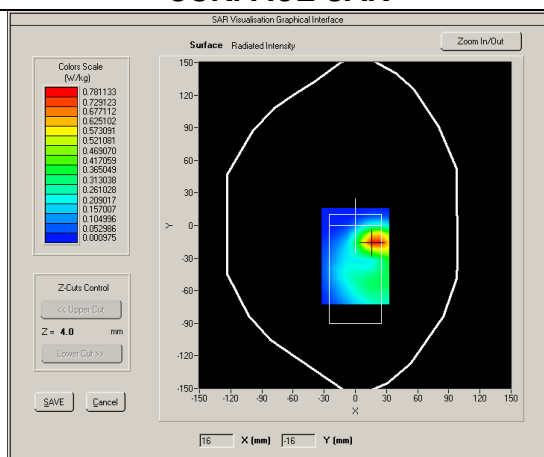 SAR Visualisation Graphical Interface
Surface Radiated Intensity
Zoom In/Out
Colors Scale
(W/kg)
0.781133
0.729123
0.677112
0.625102
0.573091
0.521081
0.469070
0.417059
0.365049
0.313038
0.261028
0.209017
0.157007
0.104996
0.052986
0.000975
Z-Cuts Control
<< Upper Cut
Z = 4.0 mm
Lower Cut >>
SAVE
Cancel
150
120
90
60
30
0
-30
-60
-90
-120
-150
Y
-150 -120 -90 -60 -30 0 30 60 90 120 150
X
16 X (mm) -16 Y (mm)